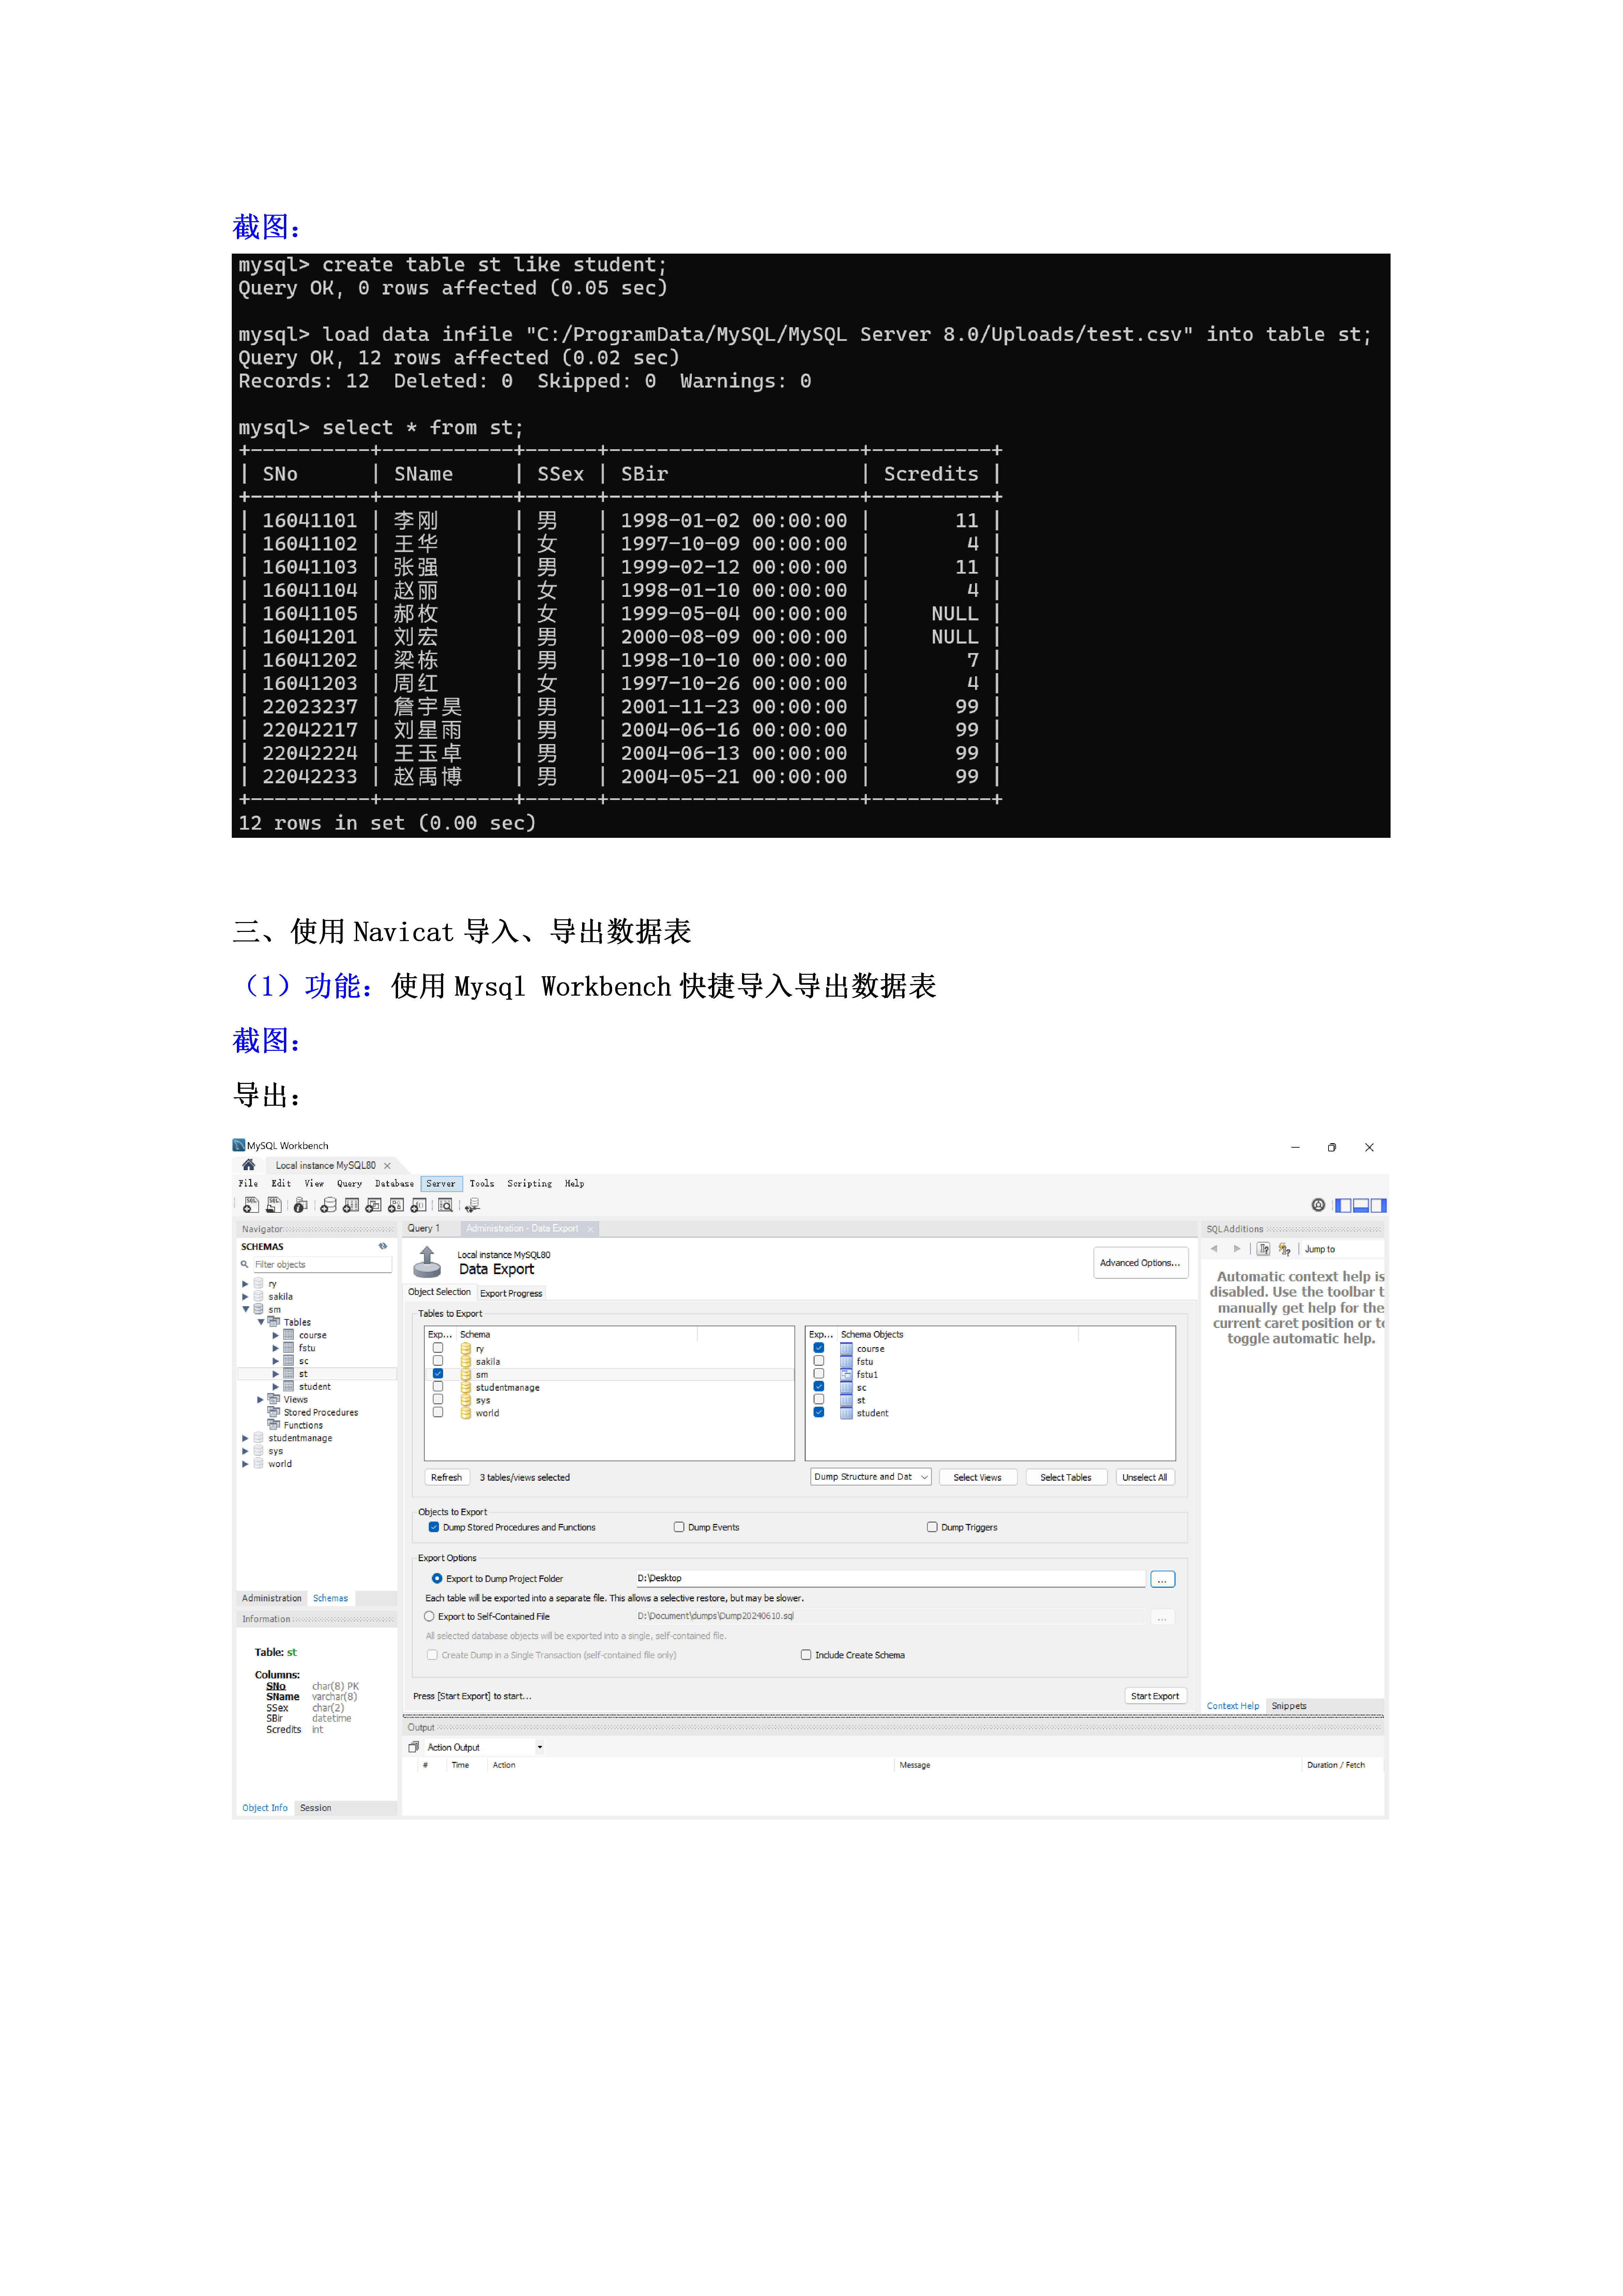 截图：
mysql> create table st like student;
Query OK, 0 rows affected (0.05 sec)
mysql> load data infile "C:/ProgramData/MySQL/MySQL Server 8.0/Uploads/test.csv" into table st;
Query OK, 12 rows affected (0.02 sec)
Records: 12  Deleted: 0  Skipped: 0  Warnings: 0
mysql> select * from st;
+----------+-----------+------+---------------------+----------+
| SNo      | SName     | SSex | SBir                | Scredits |
+----------+-----------+------+---------------------+----------+
| 16041101 | 李刚      | 男   | 1998-01-02 00:00:00 |       11 |
| 16041102 | 王华      | 女   | 1997-10-09 00:00:00 |        4 |
| 16041103 | 张强      | 男   | 1999-02-12 00:00:00 |       11 |
| 16041104 | 赵丽      | 女   | 1998-01-10 00:00:00 |        4 |
| 16041105 | 郝枚      | 女   | 1999-05-04 00:00:00 |     NULL |
| 16041201 | 刘宏      | 男   | 2000-08-09 00:00:00 |     NULL |
| 16041202 | 梁栋      | 男   | 1998-10-10 00:00:00 |        7 |
| 16041203 | 周红      | 女   | 1997-10-26 00:00:00 |        4 |
| 22023237 | 詹宇昊    | 男   | 2001-11-23 00:00:00 |       99 |
| 22042217 | 刘星雨    | 男   | 2004-06-16 00:00:00 |       99 |
| 22042224 | 王玉卓    | 男   | 2004-06-13 00:00:00 |       99 |
| 22042233 | 赵禹博    | 男   | 2004-05-21 00:00:00 |       99 |
+----------+-----------+------+---------------------+----------+
12 rows in set (0.00 sec)
三、使用 Navicat 导入、导出数据表
（1）功能：使用 Mysql Workbench 快捷导入导出数据表
截图：
导出：
MySQL Workbench
Local instance MySQL80
File Edit View Query Database Server Tools Scripting Help
Navigator
SCHEMAS
Filter objects
ry
sakila
sm
Tables
course
fstu
sc
st
student
Views
Stored Procedures
Functions
studentmanage
sys
world
Administration Schemas
Information
Table: st
Columns:
SNo char(8) PK
SName varchar(8)
SSex char(2)
SBir datetime
Scredits int
Object Info Session
Query 1 Administration - Data Export
Local instance MySQL80
Data Export
Advanced Options...
Object Selection Export Progress
Tables to Export
Exp... Schema
ry
sakila
sm
studentmanage
sys
world
Exp... Schema Objects
course
fstu
fstu1
sc
st
student
Refresh 3 tables/views selected
Dump Structure and Dat Select Views Select Tables Unselect All
Objects to Export
Dump Stored Procedures and Functions Dump Events Dump Triggers
Export Options
Export to Dump Project Folder D:\Desktop ...
Each table will be exported into a separate file. This allows a selective restore, but may be slower.
Export to Self-Contained File D:\Document\dumps\Dump20240610.sql ...
All selected database objects will be exported into a single, self-contained file.
Create Dump in a Single Transaction (self-contained file only) Include Create Schema
Press [Start Export] to start... Start Export
Output
Action Output
# Time Action Message Duration / Fetch
SQLAdditions
Jump to
Automatic context help is
disabled. Use the toolbar t
manually get help for the
current caret position or to
toggle automatic help.
Context Help Snippets